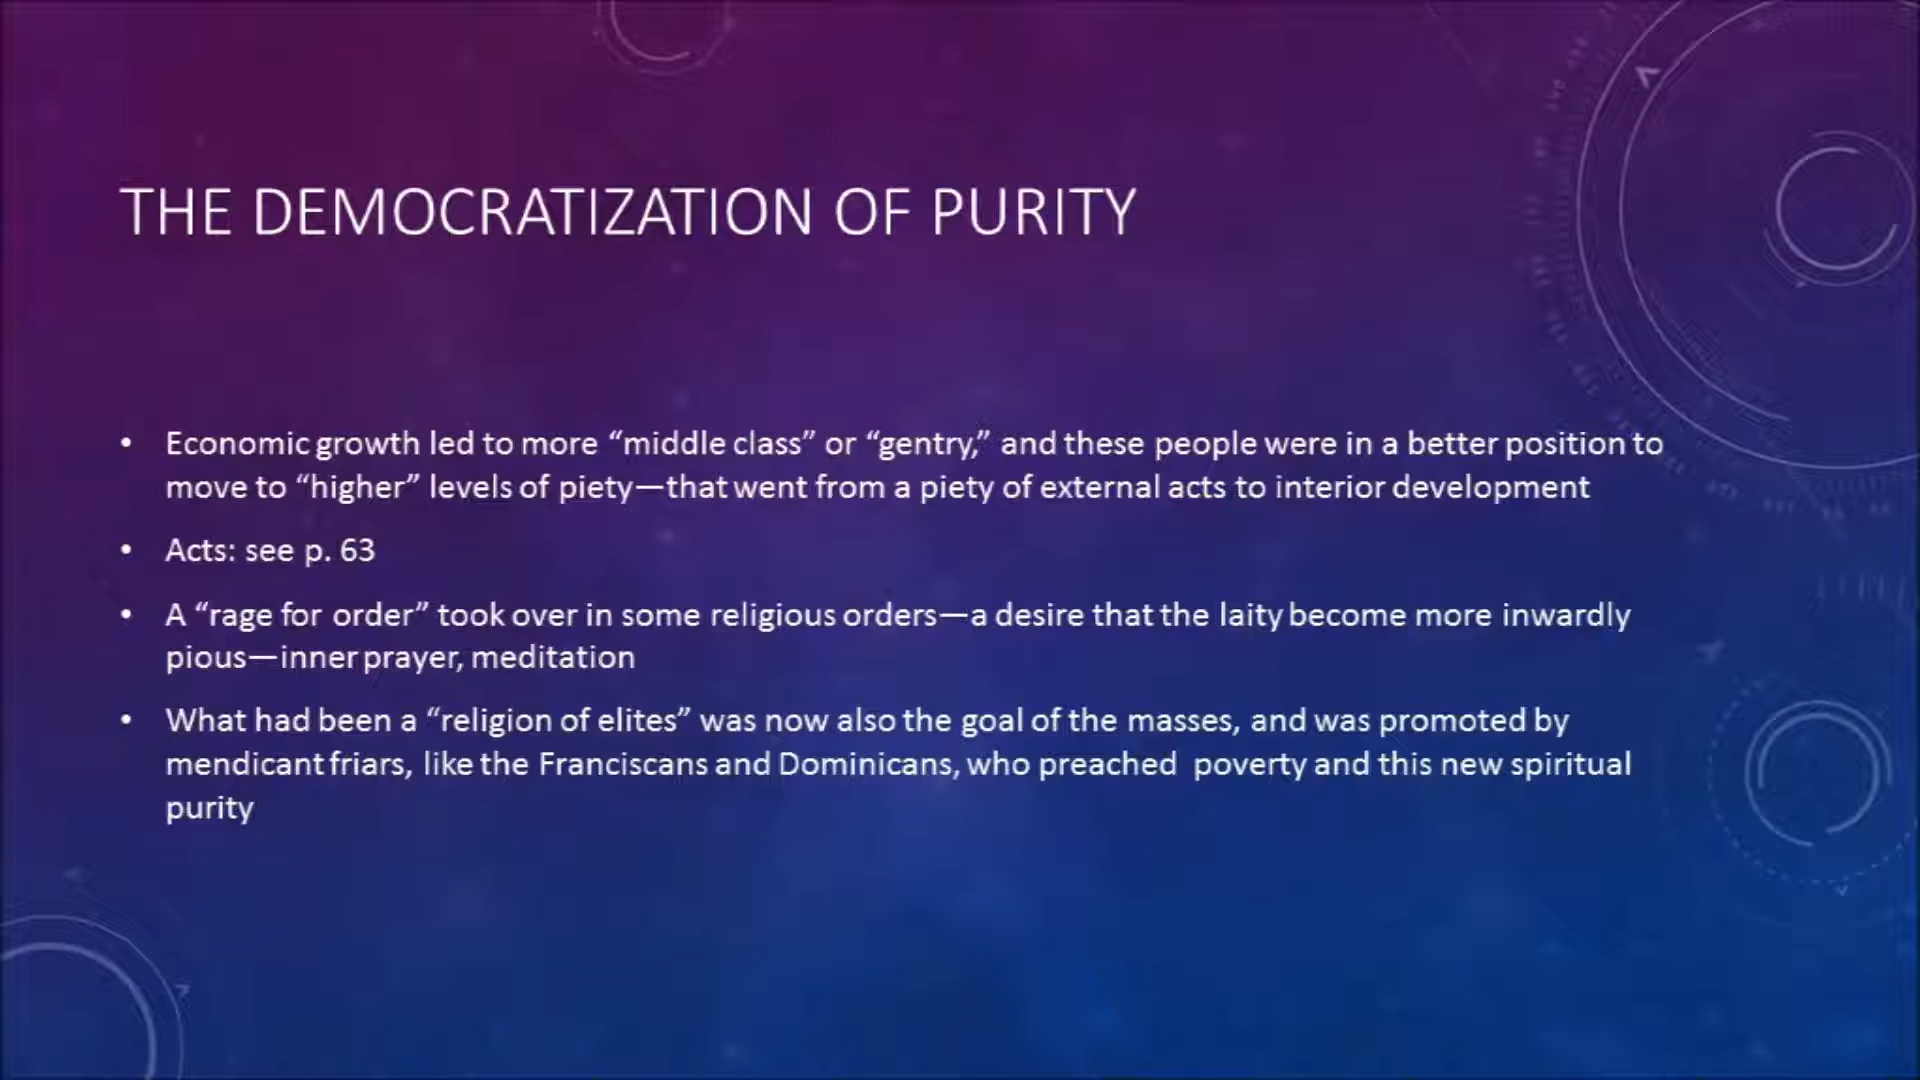 THE DEMOCRATIZATION OF PURITY
• Economic growth led to more “middle class” or “gentry,” and these people were in a better position to
move to “higher” levels of piety—that went from a piety of external acts to interior development
• Acts: see p. 63
• A “rage for order” took over in some religious orders—a desire that the laity become more inwardly
pious—inner prayer, meditation
• What had been a “religion of elites” was now also the goal of the masses, and was promoted by
mendicant friars, like the Franciscans and Dominicans, who preached  poverty and this new spiritual
purity